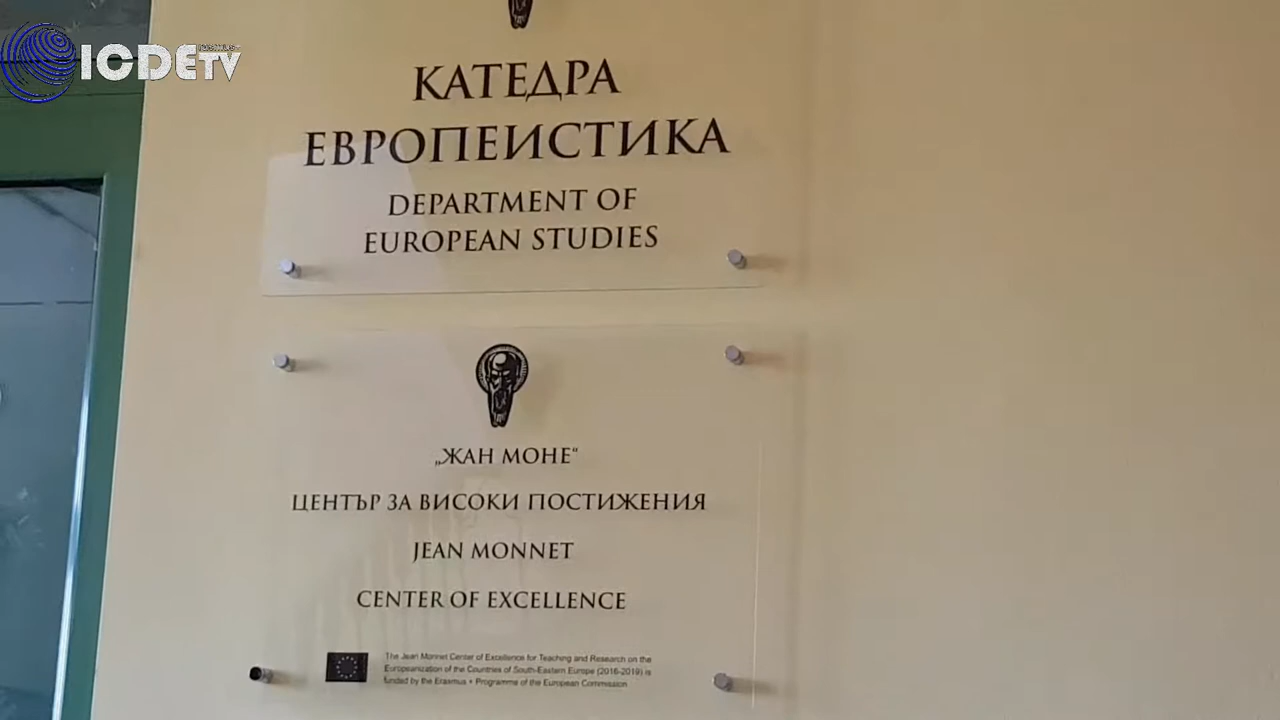 ICDE TV
КАТЕДРА
ЕВРОПЕИСТИКА
DEPARTMENT OF
EUROPEAN STUDIES
„ЖАН МОНЕ“
ЦЕНТЪР ЗА ВИСОКИ ПОСТИЖЕНИЯ
JEAN MONNET
CENTER OF EXCELLENCE
The Jean Monnet Center of Excellence for Teaching and Research on the
Europeanization of the Countries of South-Eastern Europe (2016-2019) is
funded by the Erasmus + Programme of the European Commission